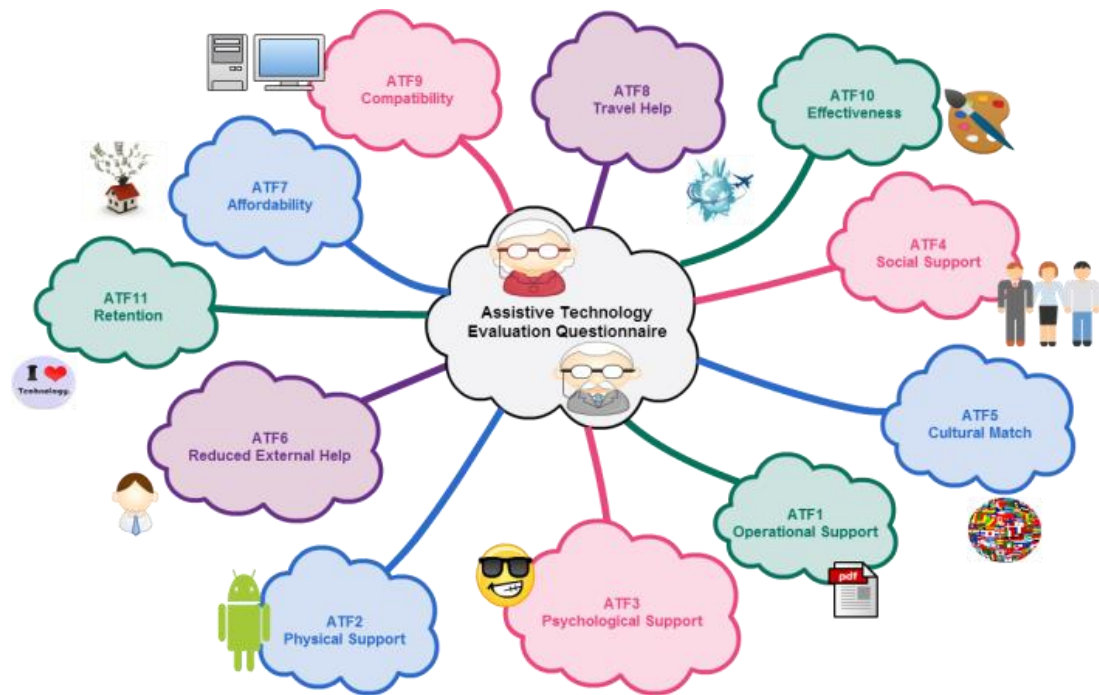 ATF9
Compatibility
ATF8
Travel Help
ATF10
Effectiveness
ATF7
Affordability
ATF4
Social Support
ATF11
Retention
Assistive Technology
Evaluation Questionnaire
I ❤
Technology.
ATF6
Reduced External Help
ATF5
Cultural Match
ATF1
Operational Support
pdf
ATF3
Psychological Support
ATF2
Physical Support